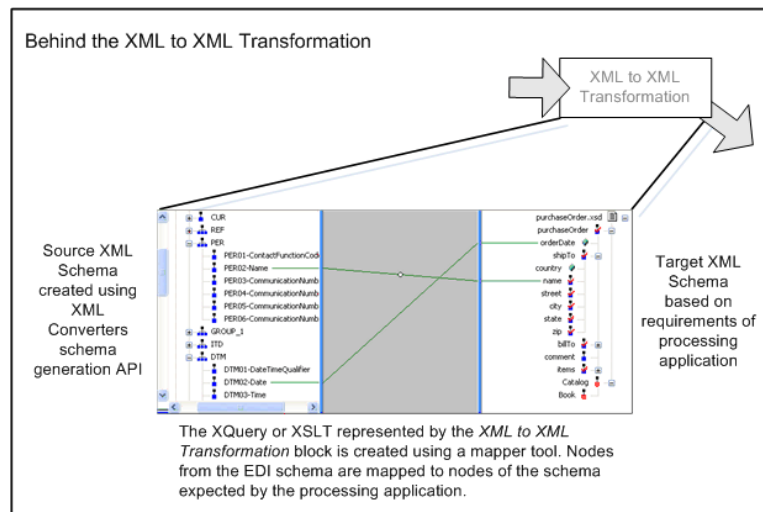 Behind the XML to XML Transformation
XML to XML
Transformation
Source XML
Schema
created using
XML
Converters
schema
generation API
CUR
REF
PER
PER01-ContactFunctionCod
PER02-Name
PER03-CommunicationNumb
PER04-CommunicationNumb
PER05-CommunicationNumb
PER06-CommunicationNumb
GROUP_1
ITD
DTM
DTM01-DateTimeQualifier
DTM02-Date
DTM03-Time
purchaseOrder.xsd
purchaseOrder
orderDate
shipTo
country
name
street
city
state
zip
billTo
comment
items
Catalog
Book
Target XML
Schema
based on
requirements of
processing
application
The XQuery or XSLT represented by the XML to XML
Transformation block is created using a mapper tool. Nodes
from the EDI schema are mapped to nodes of the schema
expected by the processing application.